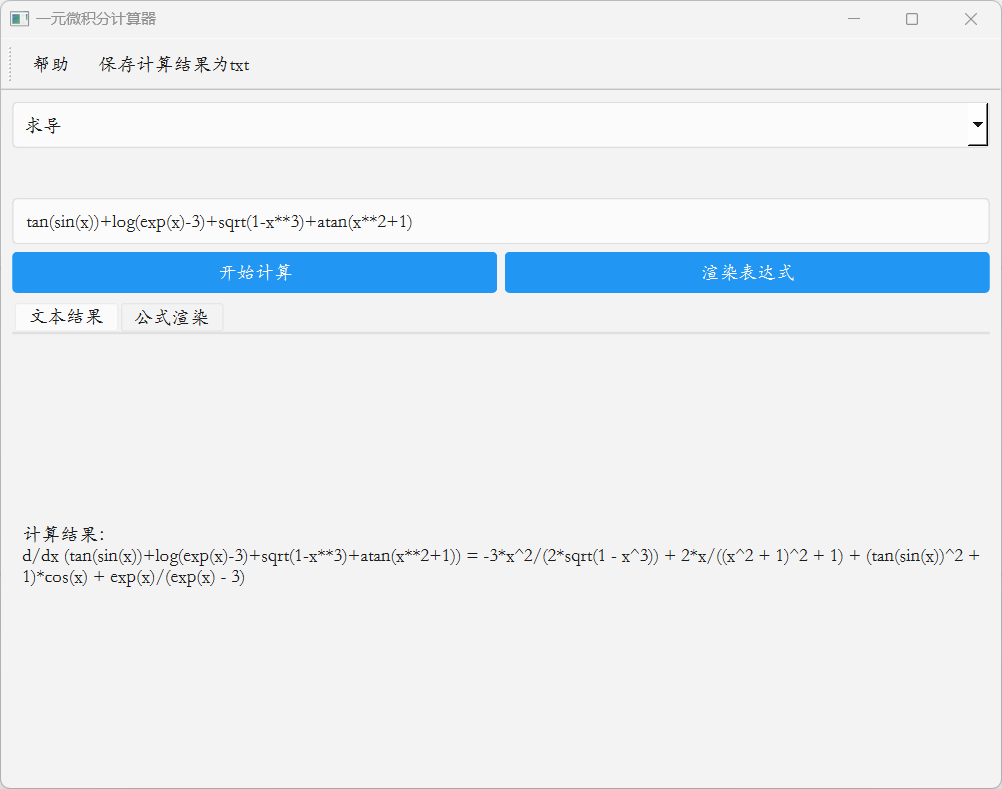 一元微积分计算器
帮助 保存计算结果为txt
求导
tan(sin(x))+log(exp(x)-3)+sqrt(1-x**3)+atan(x**2+1)
开始计算 渲染表达式
文本结果 公式渲染
计算结果:
d/dx (tan(sin(x))+log(exp(x)-3)+sqrt(1-x**3)+atan(x**2+1)) = -3*x^2/(2*sqrt(1 - x^3)) + 2*x/((x^2 + 1)^2 + 1) + (tan(sin(x))^2 +
1)*cos(x) + exp(x)/(exp(x) - 3)